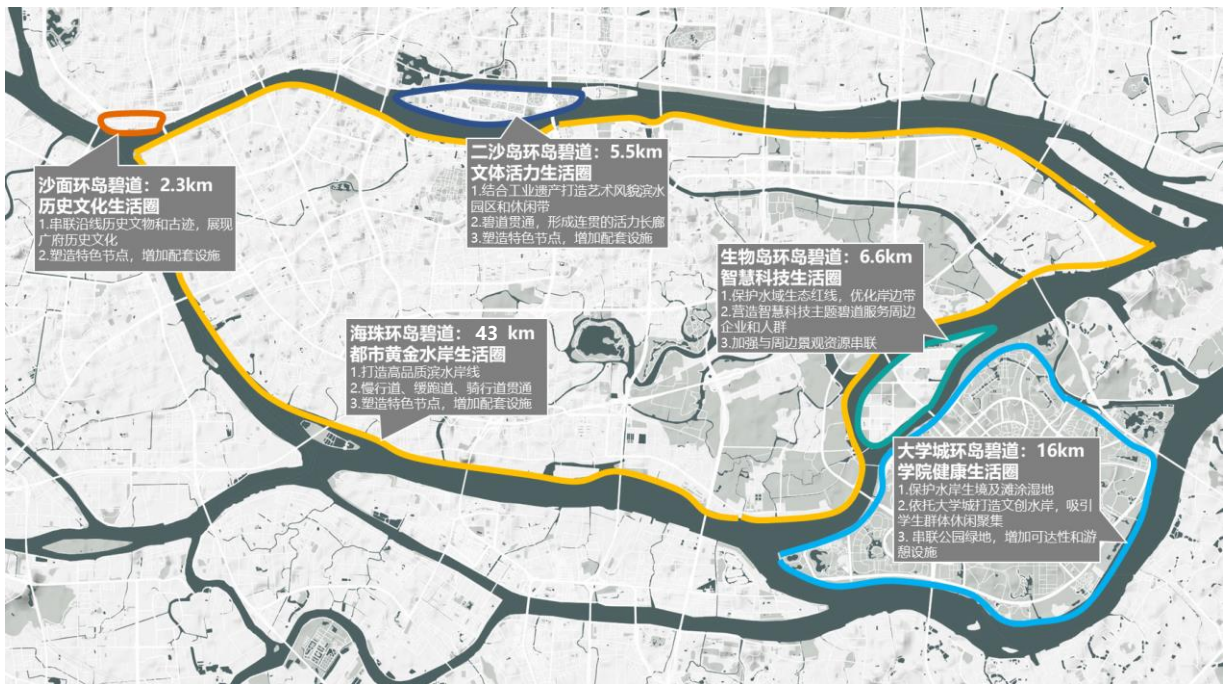 沙面环岛碧道：2.3km
历史文化生活圈
1.串联沿线历史文物和古迹，展现
广府历史文化
2.塑造特色节点，增加配套设施
二沙岛环岛碧道：5.5km
文体活力生活圈
1.结合工业遗产打造艺术风貌滨水
园区和休闲带
2.碧道贯通，形成连贯的活力长廊
3.塑造特色节点，增加配套设施
生物岛环岛碧道：6.6km
智慧科技生活圈
1.保护水域生态红线，优化岸边带
2.营造智慧科技主题碧道服务周边
企业和人群
3.加强与周边景观资源串联
海珠环岛碧道：43 km
都市黄金水岸生活圈
1.打造高品质滨水岸线
2.慢行道、缓跑道、骑行道贯通
3.塑造特色节点，增加配套设施
大学城环岛碧道：16km
学院健康生活圈
1.保护水岸生境及滩涂湿地
2.依托大学城打造文创水岸，吸引
学生群体休闲聚集
3. 串联公园绿地，增加可达性和游
憩设施